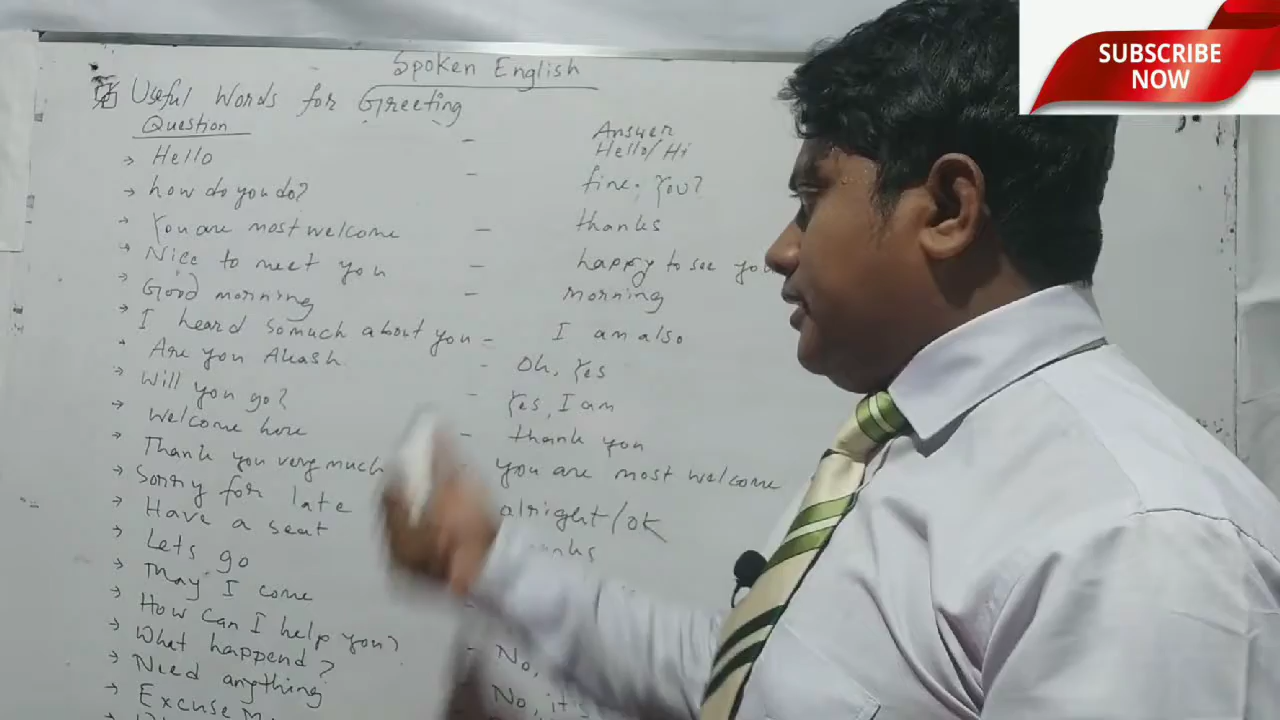 SUBSCRIBE
NOW
Spoken English
Useful Words for Greeting
Question - Answer
Hello - Hello/Hi
how do you do? - fine, You?
You are most welcome - thanks
Nice to meet you - happy to see you
Good morning - morning
I heard somuch about you - I am also
Are you Akash - Oh, Yes
Will you go? - Yes, I am
Welcome here - thank you
Thank you very much - you are most welcome
Sorry for late - alright/ok
Have a seat
Lets go
May I come
How can I help you?
What happend? - No,
Need anything - No, it
Excuse